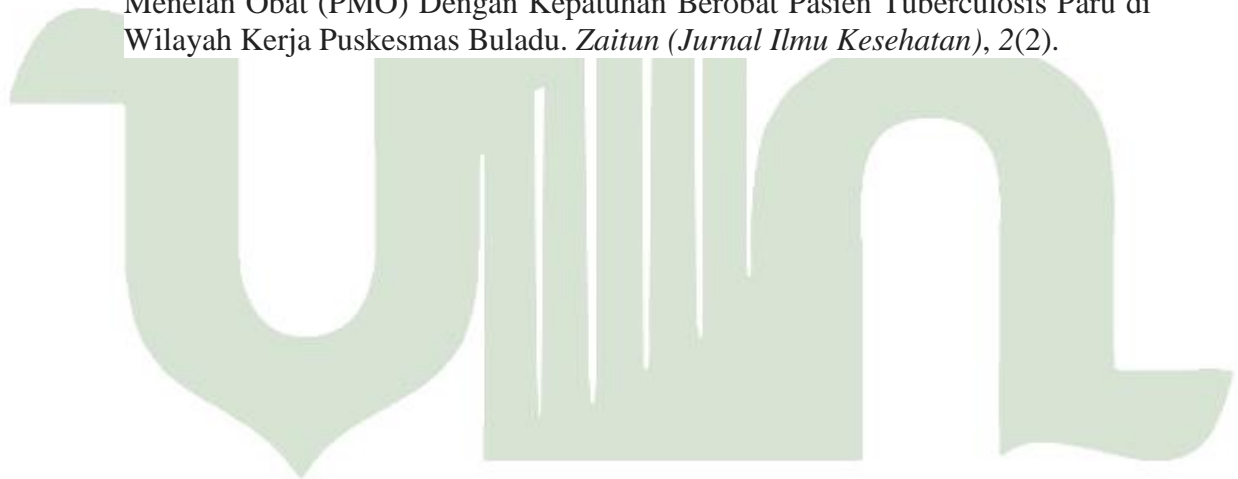 Menelan Obat (PMO) Dengan Kepatuhan Berobat Pasien Tuberculosis Paru di
Wilayah Kerja Puskesmas Buladu. Zaitun (Jurnal Ilmu Kesehatan), 2(2).
UIN